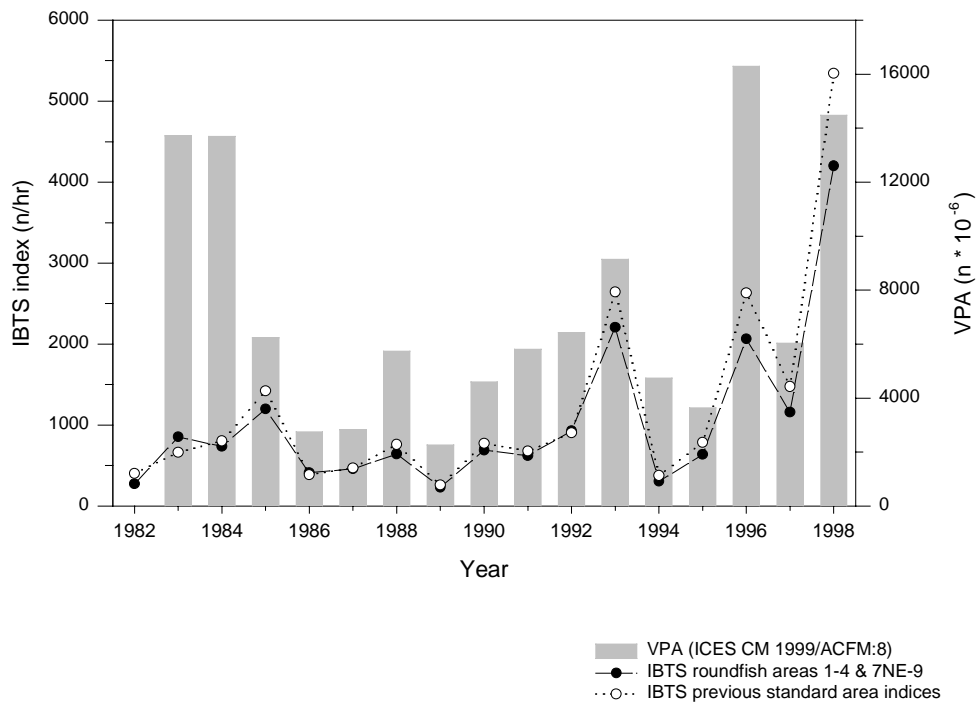 6000
5000
4000
3000
2000
1000
0
IBTS index (n/hr)
16000
12000
8000
4000
0
VPA (n * 10^-6)
1982 1984 1986 1988 1990 1992 1994 1996 1998
Year
VPA (ICES CM 1999/ACFM:8)
IBTS roundfish areas 1-4 & 7NE-9
IBTS previous standard area indices